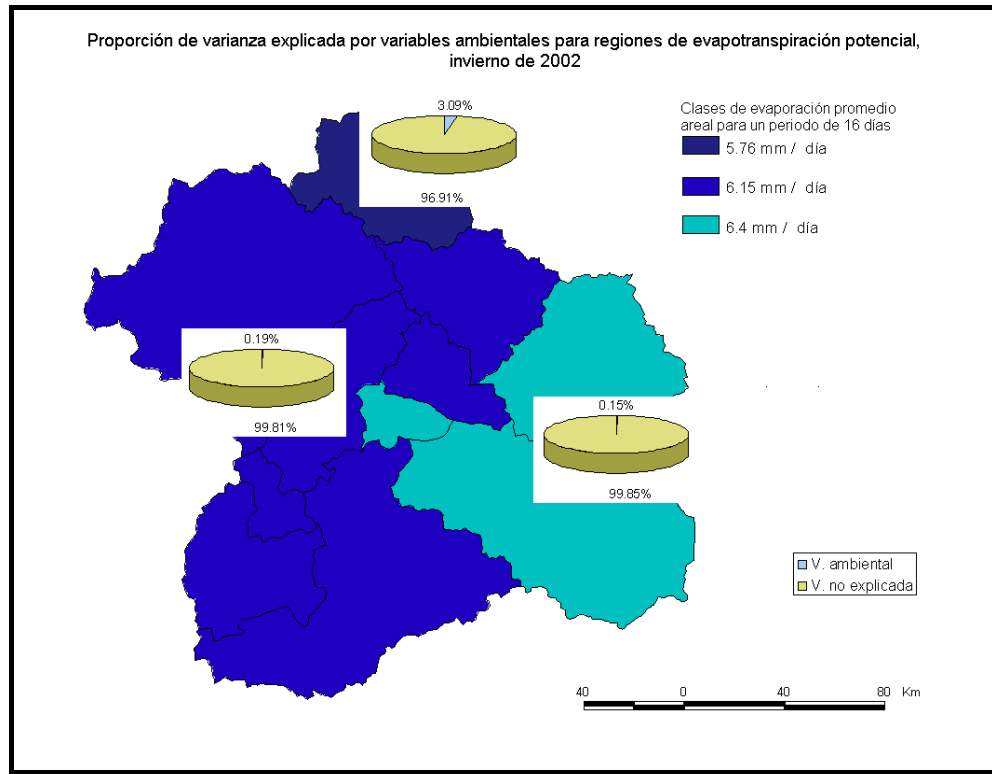 Proporción de varianza explicada por variables ambientales para regiones de evapotranspiración potencial,
invierno de 2002
3.09%
96.91%
Clases de evaporación promedio
areal para un periodo de 16 días
5.76 mm / día
6.15 mm / día
6.4 mm / día
0.19%
99.81%
0.15%
99.85%
V. ambiental
V. no explicada
40 0 40 80 Km